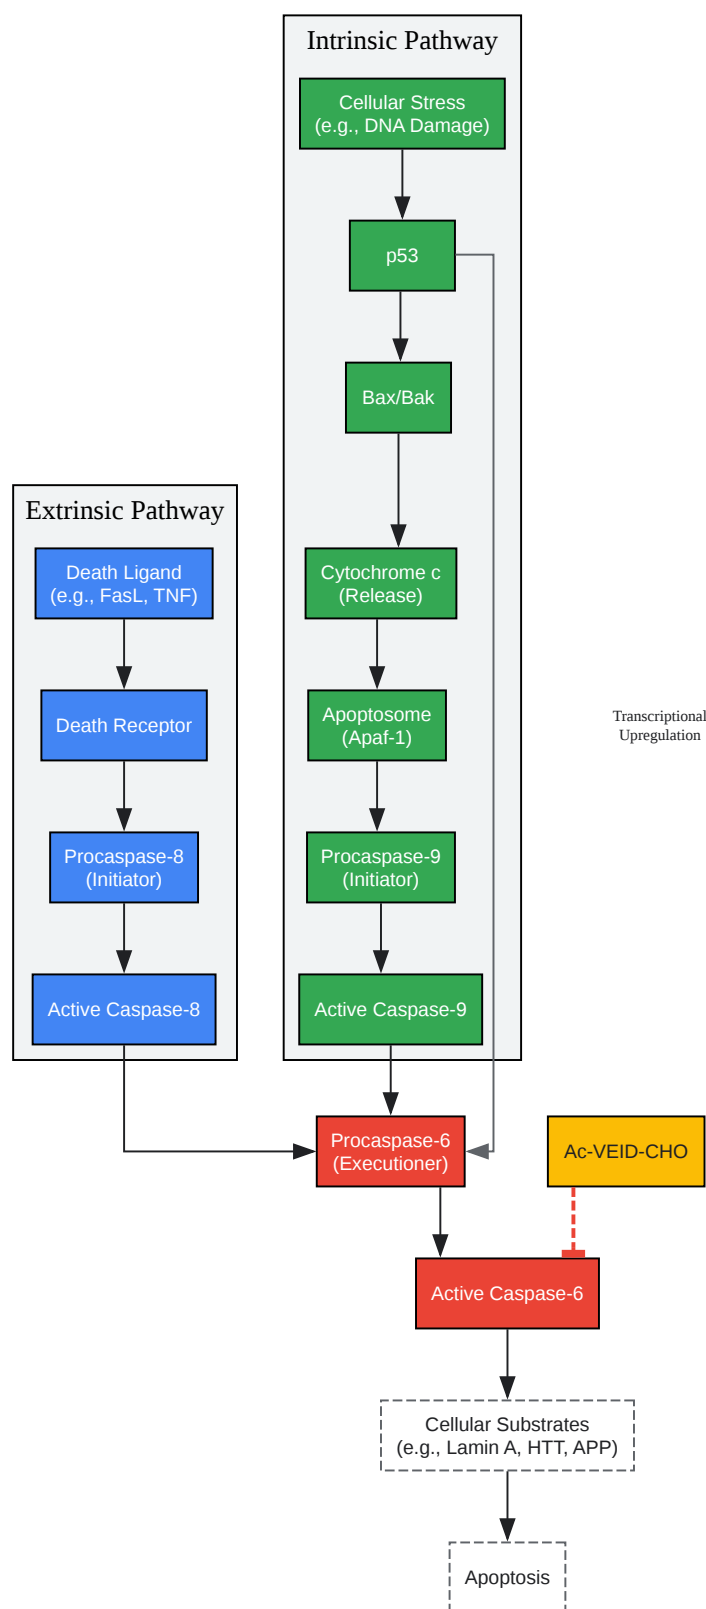 Intrinsic Pathway
Cellular Stress
(e.g., DNA Damage)
p53
Bax/Bak
Extrinsic Pathway
Death Ligand
(e.g., FasL, TNF)
Cytochrome c
(Release)
Death Receptor
Apoptosome
(Apaf-1)
Transcriptional
Upregulation
Procaspase-8
(Initiator)
Procaspase-9
(Initiator)
Active Caspase-8
Active Caspase-9
Procaspase-6
(Executioner)
Ac-VEID-CHO
Active Caspase-6
Cellular Substrates
(e.g., Lamin A, HTT, APP)
Apoptosis